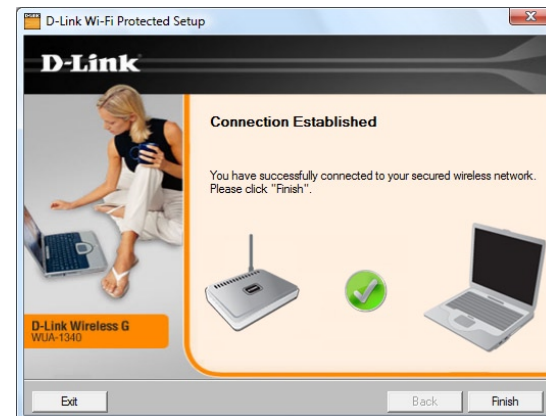 D-Link Wi-Fi Protected Setup
D-Link
Connection Established
You have successfully connected to your secured wireless network.
Please click "Finish".
D-Link Wireless G
WUA-1340
Exit
Back
Finish